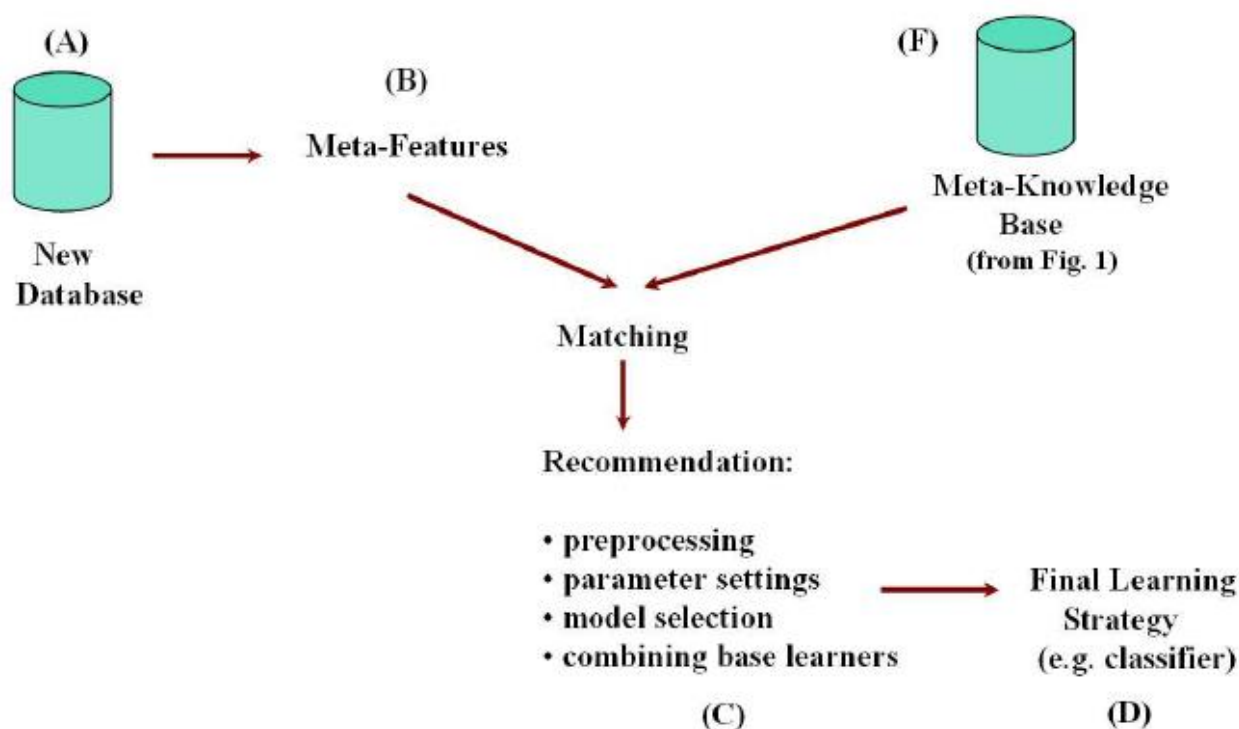 (A)
New
Database
(B)
Meta-Features
(F)
Meta-Knowledge
Base
(from Fig. 1)
Matching
Recommendation:
• preprocessing
• parameter settings
• model selection
• combining base learners
(C)
Final Learning
Strategy
(e.g. classifier)
(D)